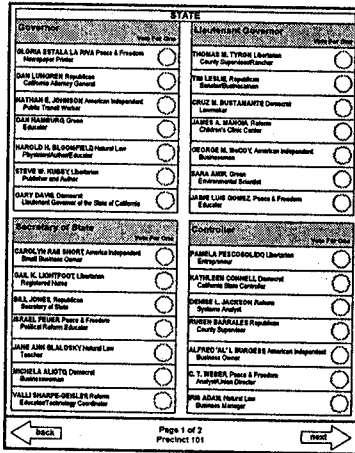 STATE
Governor
Vote For One
GLORIA ESTALA LA RIVA Peace & Freedom
Newspaper Printer
DAN LUNGREN Republican
California Attorney General
NATHAN E. JOHNSON American Independent
Public Transit Worker
DAN HAMBURG, Green
Educator
HAROLD H. BLOOMFIELD Natural Law
Physician/Author/Educator
STEVE W. KUBBY, Libertarian
Publisher and Author
GARY DAVIS, Democrat
Lieutenant Governor of the State of California
Lieutenant Governor
Vote For One
THOMAS M. TYRON Libertarian
County Supervisor/Rancher
TIM LESLIE, Republican
Senator/Businessman
CRUZ M. BUSTAMANTE Democrat
Lawmaker
JAMES A. MANGIA, Reform
Children's Clinic Center
GEORGE M. McCOY, American Independent
Businessman
SARA AMIR, Green
Environmental Scientist
JAIME LUIS GOMEZ, Peace & Freedom
Educator
Secretary of State
Vote For One
CAROLYN RAE SHORT, America Independent
Small Business Owner
GAIL K. LIGHTFOOT, Libertarian
Registered Nurse
BILL JONES, Republican
Secretary of State
ISRAEL FEUER, Peace & Freedom
Political Reform Educator
JANE ANN BIALOSKY, Natural Law
Teacher
MICHELA ALIOTO, Democrat
Businesswoman
VALLI SHARPE-GEISLER, Reform
Educator/Technology Coordinator
Controller
Vote For One
PAMELA PESCOSOLIDO, Libertarian
Entrepreneur
KATHLEEN CONNELL, Democrat
California State Controller
DENISE L. JACKSON Reform
Systems Analyst
RUBEN BARRALES Republican
County Supervisor
ALFRED 'AL' L. BURGESS American Independent
Business Owner
C. T. WEBER, Peace & Freedom
Analyst/Union Director
IRIS ADAM, Natural Law
Business Manager
back
Page 1 of 2
Precinct 101
next